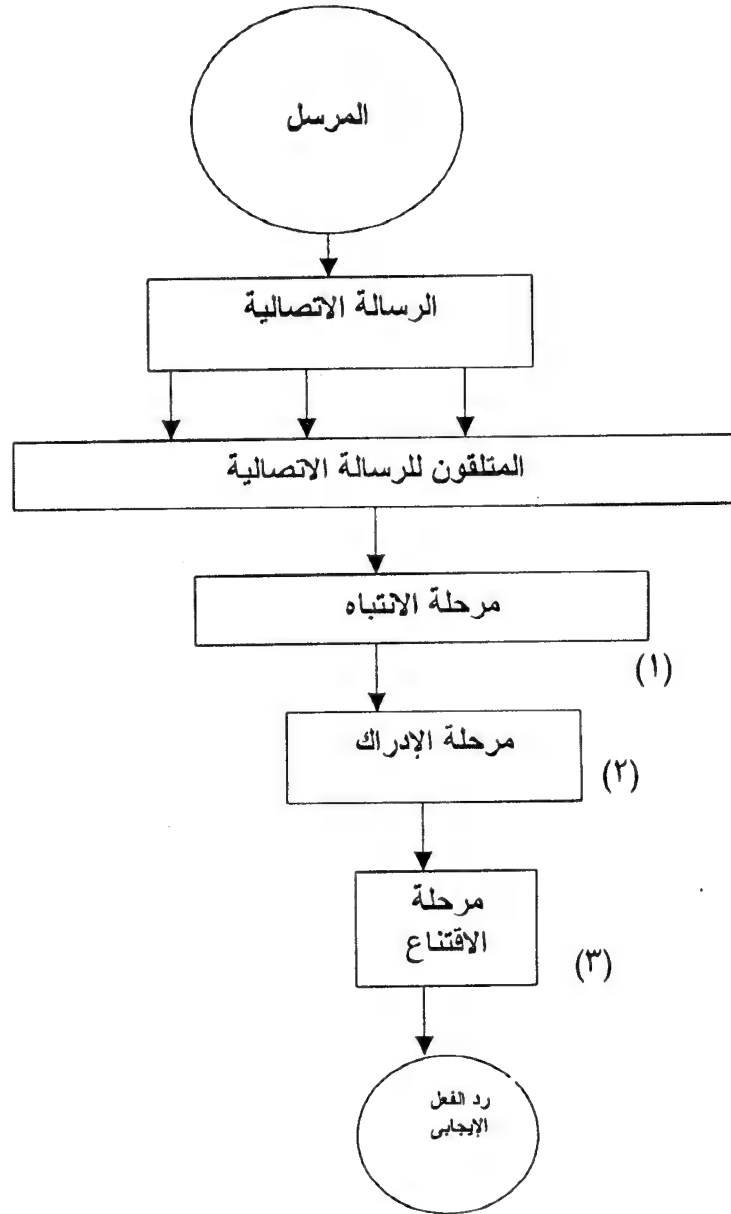 المرسل
الرسالة الاتصالية
المتلقون للرسالة الاتصالية
مرحلة الانتباه
(١)
مرحلة الإدراك
(٢)
مرحلة
الاقتناع
(٣)
رد الفعل
الإيجابى